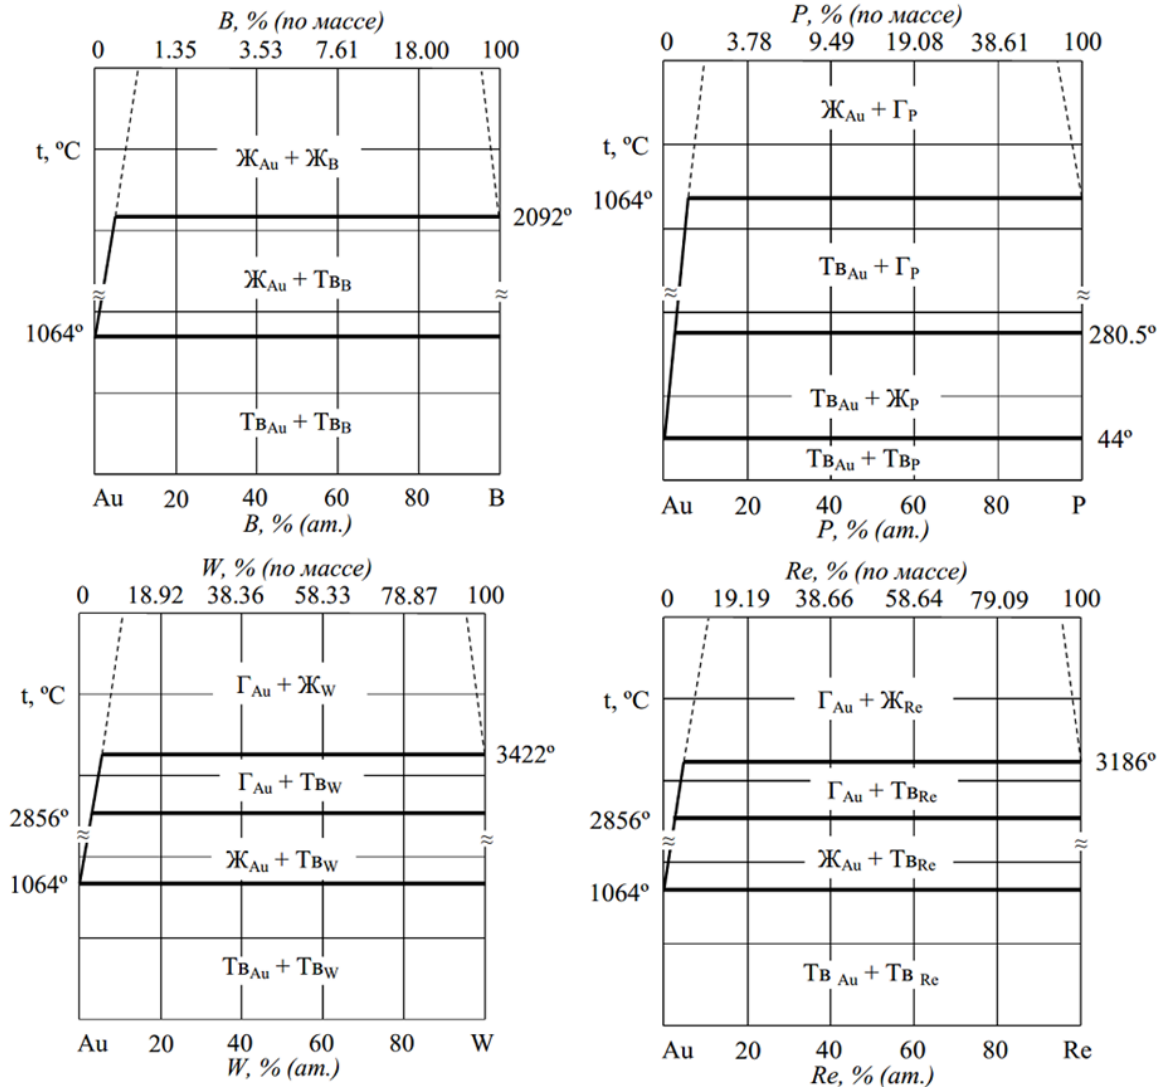 B, % (по массе)
0 1.35 3.53 7.61 18.00 100
t, ºC
Ж_Au + Ж_B
2092º
Ж_Au + Тв_B
≈ ≈
1064º
Тв_Au + Тв_B
Au 20 40 60 80 B
B, % (ат.)
P, % (по массе)
0 3.78 9.49 19.08 38.61 100
Ж_Au + Г_P
t, ºC
1064º
Тв_Au + Г_P
≈ ≈
280.5º
Тв_Au + Ж_P
44º
Тв_Au + Тв_P
Au 20 40 60 80 P
P, % (ат.)
W, % (по массе)
0 18.92 38.36 58.33 78.87 100
Г_Au + Ж_W
t, ºC
3422º
Г_Au + Тв_W
2856º
≈ ≈
Ж_Au + Тв_W
1064º
Тв_Au + Тв_W
Au 20 40 60 80 W
W, % (ат.)
Re, % (по массе)
0 19.19 38.66 58.64 79.09 100
t, ºC
Г_Au + Ж_Re
3186º
Г_Au + Тв_Re
2856º
≈ ≈
Ж_Au + Тв_Re
1064º
Тв_Au + Тв_Re
Au 20 40 60 80 Re
Re, % (ат.)